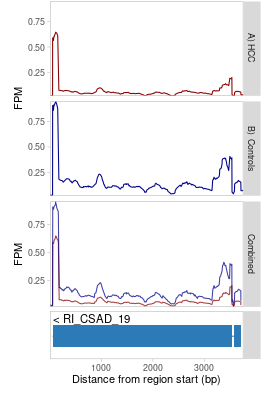 0.75
0.50
0.25
A) HCC
FPM
0.75
0.50
0.25
B) Controls
FPM
0.75
0.50
0.25
Combined
< RI_CSAD_19
1000 2000 3000
Distance from region start (bp)